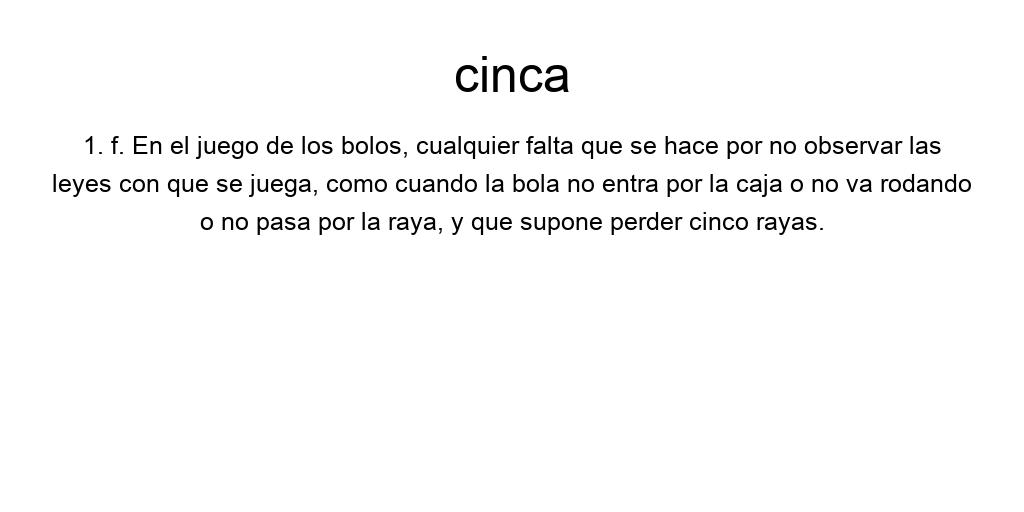 cinca
1. f. En el juego de los bolos, cualquier falta que se hace por no observar las
leyes con que se juega, como cuando la bola no entra por la caja o no va rodando
o no pasa por la raya, y que supone perder cinco rayas.